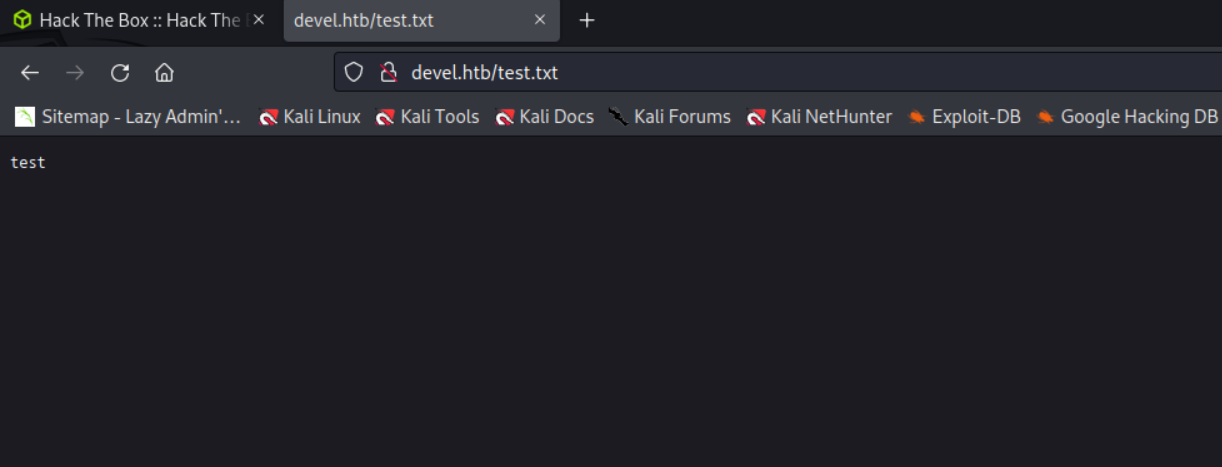 Hack The Box :: Hack The
devel.htb/test.txt
devel.htb/test.txt
Sitemap - Lazy Admin'... Kali Linux Kali Tools Kali Docs Kali Forums Kali NetHunter Exploit-DB Google Hacking DB
test